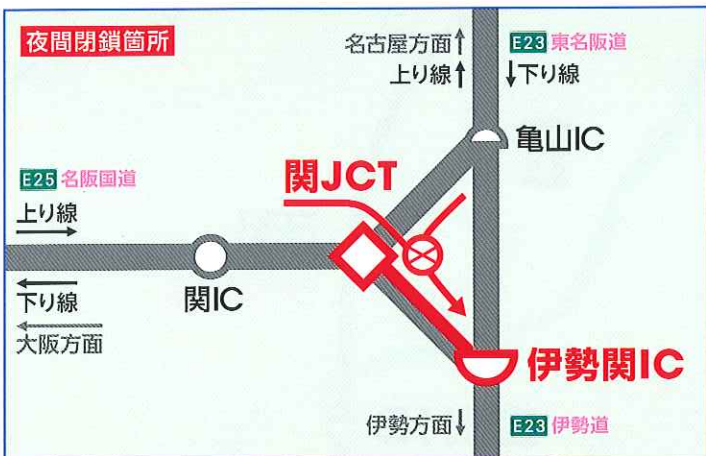 夜間閉鎖箇所
名古屋方面↑
上り線↑
E23 東名阪道
↓下り線
亀山IC
関JCT
E25 名阪国道
上り線
→
関IC
←
下り線
←
大阪方面
伊勢関IC
伊勢方面↓
E23 伊勢道